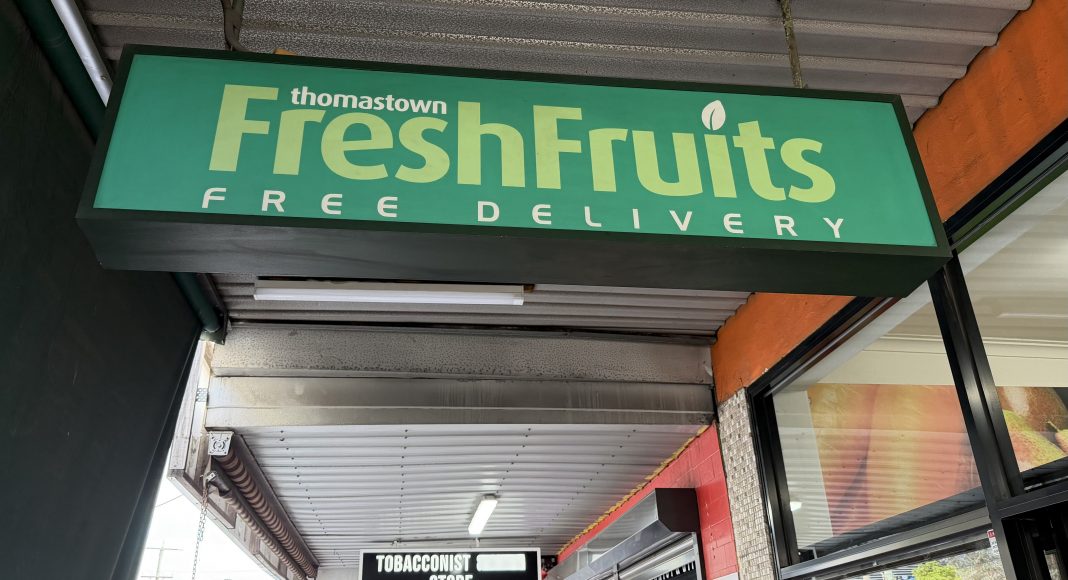 thomastown
FreshFruits
FREE DELIVERY
TOBACCONIST
STORE